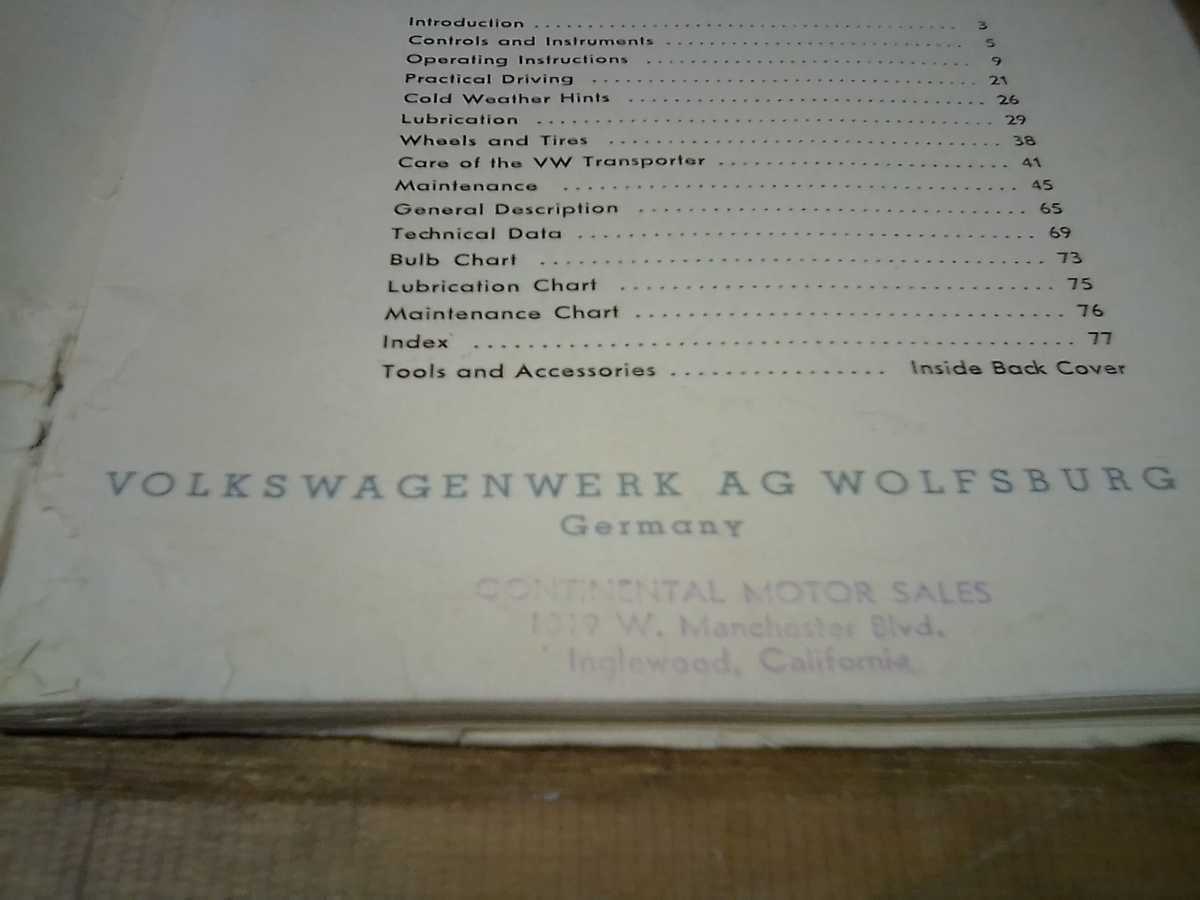 Introduction . . . . . . . . . . . . . . . . . . . . . . . . . . . . . . . . . . . . 3
Controls and Instruments . . . . . . . . . . . . . . . . . . . . . . . . . . 5
Operating Instructions . . . . . . . . . . . . . . . . . . . . . . . . . . . . 9
Practical Driving . . . . . . . . . . . . . . . . . . . . . . . . . . . . . . . . 21
Cold Weather Hints . . . . . . . . . . . . . . . . . . . . . . . . . . . . . . 26
Lubrication . . . . . . . . . . . . . . . . . . . . . . . . . . . . . . . . . . . . 29
Wheels and Tires . . . . . . . . . . . . . . . . . . . . . . . . . . . . . . . . 38
Care of the VW Transporter . . . . . . . . . . . . . . . . . . . . . . . . 41
Maintenance . . . . . . . . . . . . . . . . . . . . . . . . . . . . . . . . . . . . 45
General Description . . . . . . . . . . . . . . . . . . . . . . . . . . . . . . 65
Technical Data . . . . . . . . . . . . . . . . . . . . . . . . . . . . . . . . . . 69
Bulb Chart . . . . . . . . . . . . . . . . . . . . . . . . . . . . . . . . . . . . . 73
Lubrication Chart . . . . . . . . . . . . . . . . . . . . . . . . . . . . . . . . 75
Maintenance Chart . . . . . . . . . . . . . . . . . . . . . . . . . . . . . . . 76
Index . . . . . . . . . . . . . . . . . . . . . . . . . . . . . . . . . . . . . . . . . 77
Tools and Accessories . . . . . . . . . . . . . . . . Inside Back Cover
VOLKSWAGENWERK AG WOLFSBURG
Germany
CONTINENTAL MOTOR SALES
W. Manchester Blvd.
Inglewood, California